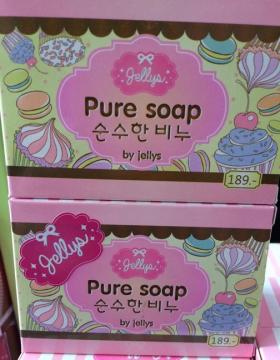 Jellys
Pure soap
순수한 비누
by jellys
189.-
Jellys
Jellys
Pure soap
순수한 비누
by jellys
189.-